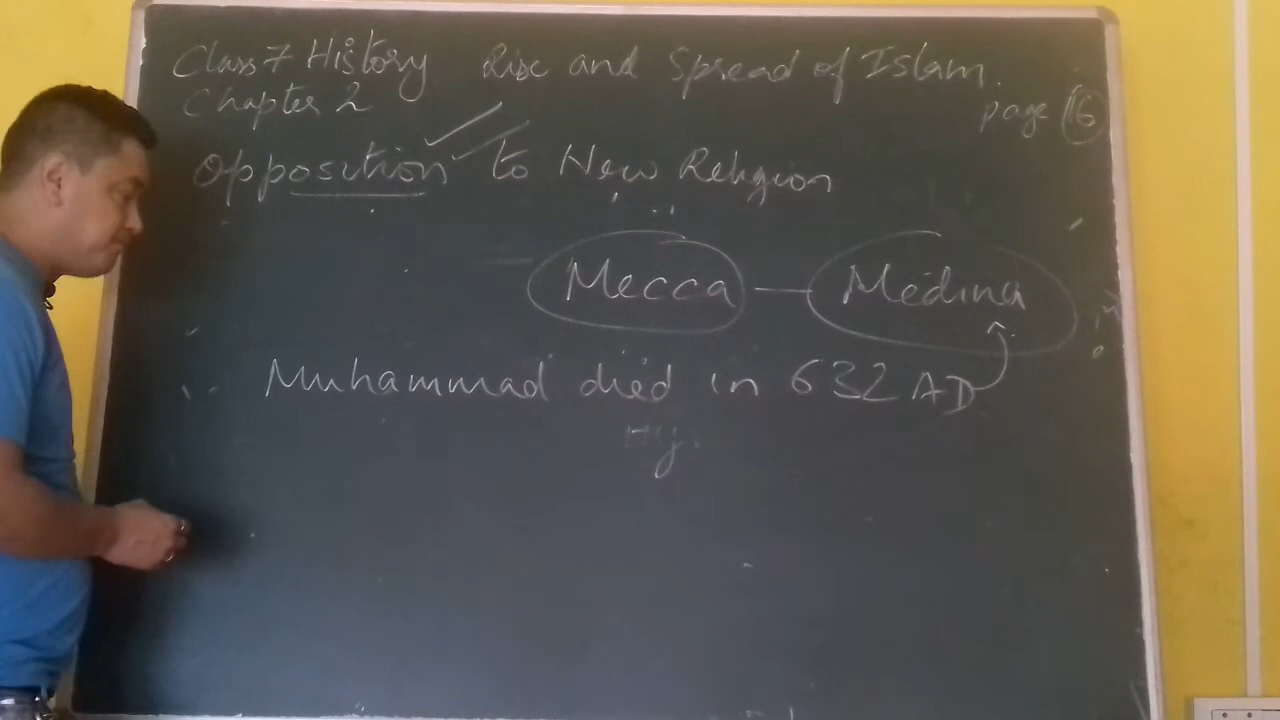 Class 7 History Rise and Spread of Islam.
Chapter 2 page 16
Opposition to New Religion
Mecca — Medina
Muhammad died in 632 AD